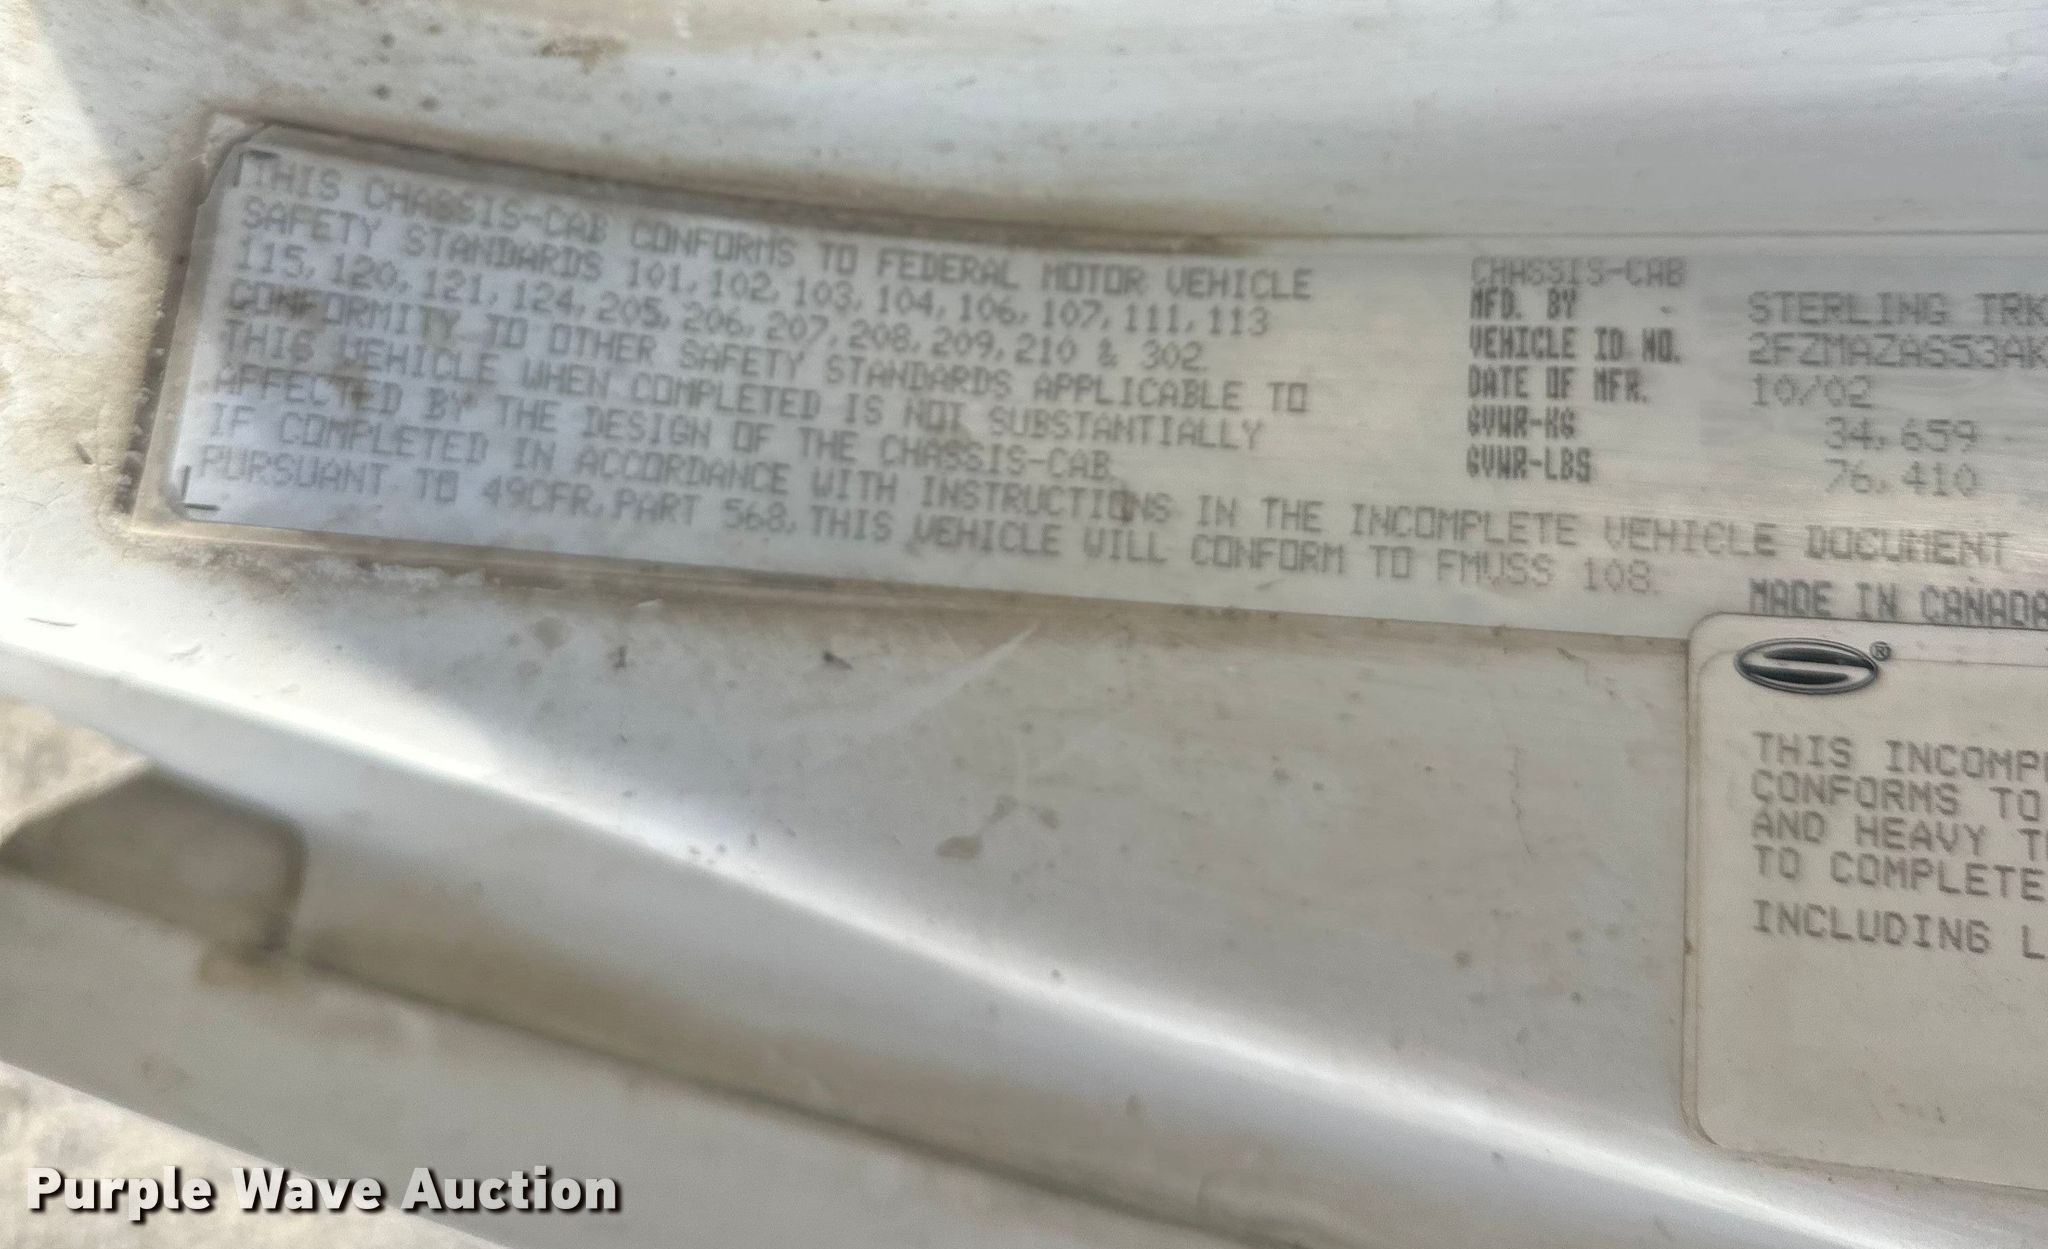 THIS CHASSIS-CAB CONFORMS TO FEDERAL MOTOR VEHICLE
SAFETY STANDARDS 101, 102, 103, 104, 106, 107, 111, 113
115, 120, 121, 124, 205, 206, 207, 208, 209, 210 & 302.
CONFORMITY TO OTHER SAFETY STANDARDS APPLICABLE TO
THIS VEHICLE WHEN COMPLETED IS NOT SUBSTANTIALLY
AFFECTED BY THE DESIGN OF THE CHASSIS-CAB.
IF COMPLETED IN ACCORDANCE WITH INSTRUCTIONS IN THE INCOMPLETE VEHICLE DOCUMENT
PURSUANT TO 49CFR, PART 568, THIS VEHICLE WILL CONFORM TO FMVSS 108.
CHASSIS-CAB
MFD. BY - STERLING TRK
VEHICLE ID NO. 2FZMAZAS53AK
DATE OF MFR. 10/02
GVWR-KG 34,659
GVWR-LBS 76,410
MADE IN CANADA
®
THIS INCOMPL
CONFORMS TO
AND HEAVY T
TO COMPLETE
INCLUDING L
Purple Wave Auction